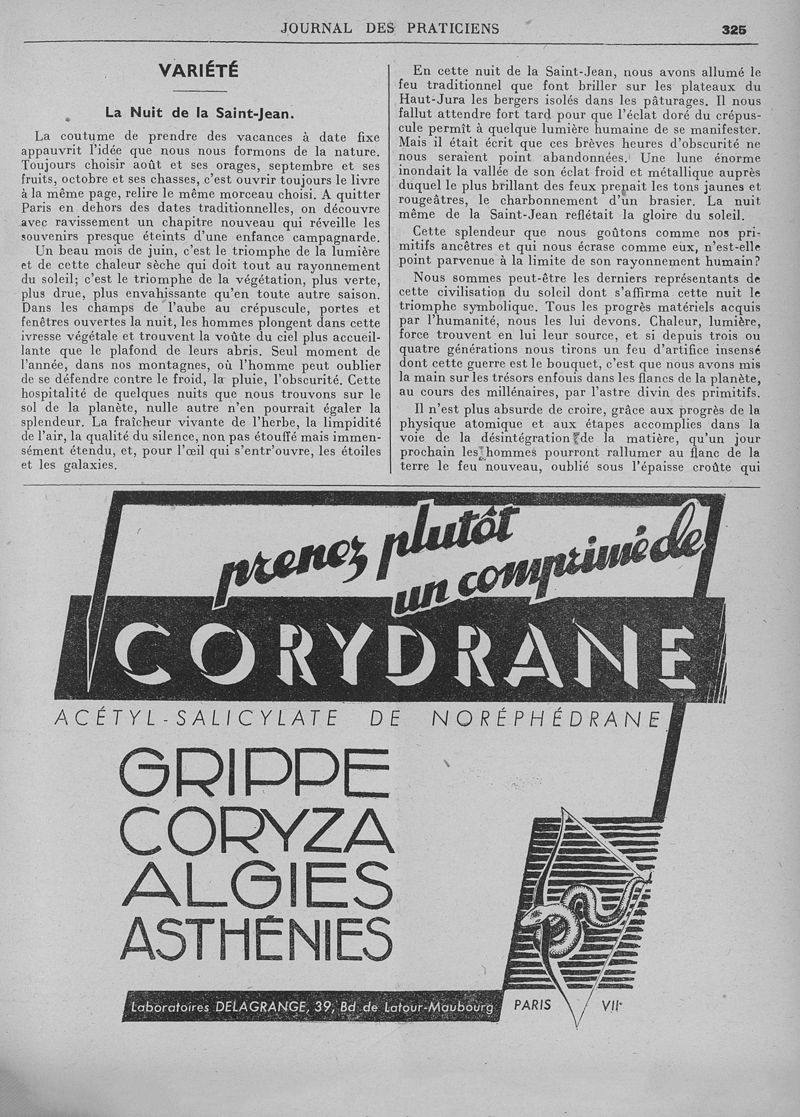 JOURNAL DES PRATICIENS
325
VARIÉTÉ
La Nuit de la Saint-Jean.
La coutume de prendre des vacances à date fixe
appauvrit l'idée que nous nous formons de la nature.
Toujours choisir août et ses orages, septembre et ses
fruits, octobre et ses chasses, c'est ouvrir toujours le livre
à la même page, relire le même morceau choisi. A quitter
Paris en dehors des dates traditionnelles, on découvre
avec ravissement un chapitre nouveau qui réveille les
souvenirs presque éteints d'une enfance campagnarde.
Un beau mois de juin, c'est le triomphe de la lumière
et de cette chaleur sèche qui doit tout au rayonnement
du soleil; c'est le triomphe de la végétation, plus verte,
plus drue, plus envahissante qu'en toute autre saison.
Dans les champs de l'aube au crépuscule, portes et
fenêtres ouvertes la nuit, les hommes plongent dans cette
ivresse végétale et trouvent la voûte du ciel plus accueil-
lante que le plafond de leurs abris. Seul moment de
l'année, dans nos montagnes, où l'homme peut oublier
de se défendre contre le froid, la pluie, l'obscurité. Cette
hospitalité de quelques nuits que nous trouvons sur le
sol de la planète, nulle autre n'en pourrait égaler la
splendeur. La fraîcheur vivante de l'herbe, la limpidité
de l'air, la qualité du silence, non pas étouffé mais immen-
sément étendu, et, pour l'œil qui s'entr'ouvre, les étoiles
et les galaxies.
En cette nuit de la Saint-Jean, nous avons allumé le
feu traditionnel que font briller sur les plateaux du
Haut-Jura les bergers isolés dans les pâturages. Il nous
fallut attendre fort tard pour que l'éclat doré du crépus-
cule permît à quelque lumière humaine de se manifester.
Mais il était écrit que ces brèves heures d'obscurité ne
nous seraient point abandonnées. Une lune énorme
inondait la vallée de son éclat froid et métallique auprès
duquel le plus brillant des feux prenait les tons jaunes et
rougeâtres, le charbonnement d'un brasier. La nuit
même de la Saint-Jean reflétait la gloire du soleil.
Cette splendeur que nous goûtons comme nos pri-
mitifs ancêtres et qui nous écrase comme eux, n'est-elle
point parvenue à la limite de son rayonnement humain?
Nous sommes peut-être les derniers représentants de
cette civilisation du soleil dont s'affirma cette nuit le
triomphe symbolique. Tous les progrès matériels acquis
par l'humanité, nous les lui devons. Chaleur, lumière,
force trouvent en lui leur source, et si depuis trois ou
quatre générations nous tirons un feu d'artifice insensé
dont cette guerre est le bouquet, c'est que nous avons mis
la main sur les trésors enfouis dans les flancs de la planète,
au cours des millénaires, par l'astre divin des primitifs.
Il n'est plus absurde de croire, grâce aux progrès de la
physique atomique et aux étapes accomplies dans la
voie de la désintégration de la matière, qu'un jour
prochain les hommes pourront rallumer au flanc de la
terre le feu nouveau, oublié sous l'épaisse croûte qui
prenez plutôt
un comprimé de
CORYDRANE
ACÉTYL-SALICYLATE DE NORÉPHÉDRANE
GRIPPE
CORYZA
ALGIES
ASTHÉNIES
Laboratoires DELAGRANGE, 39, Bd de Latour-Maubourg PARIS VIIe